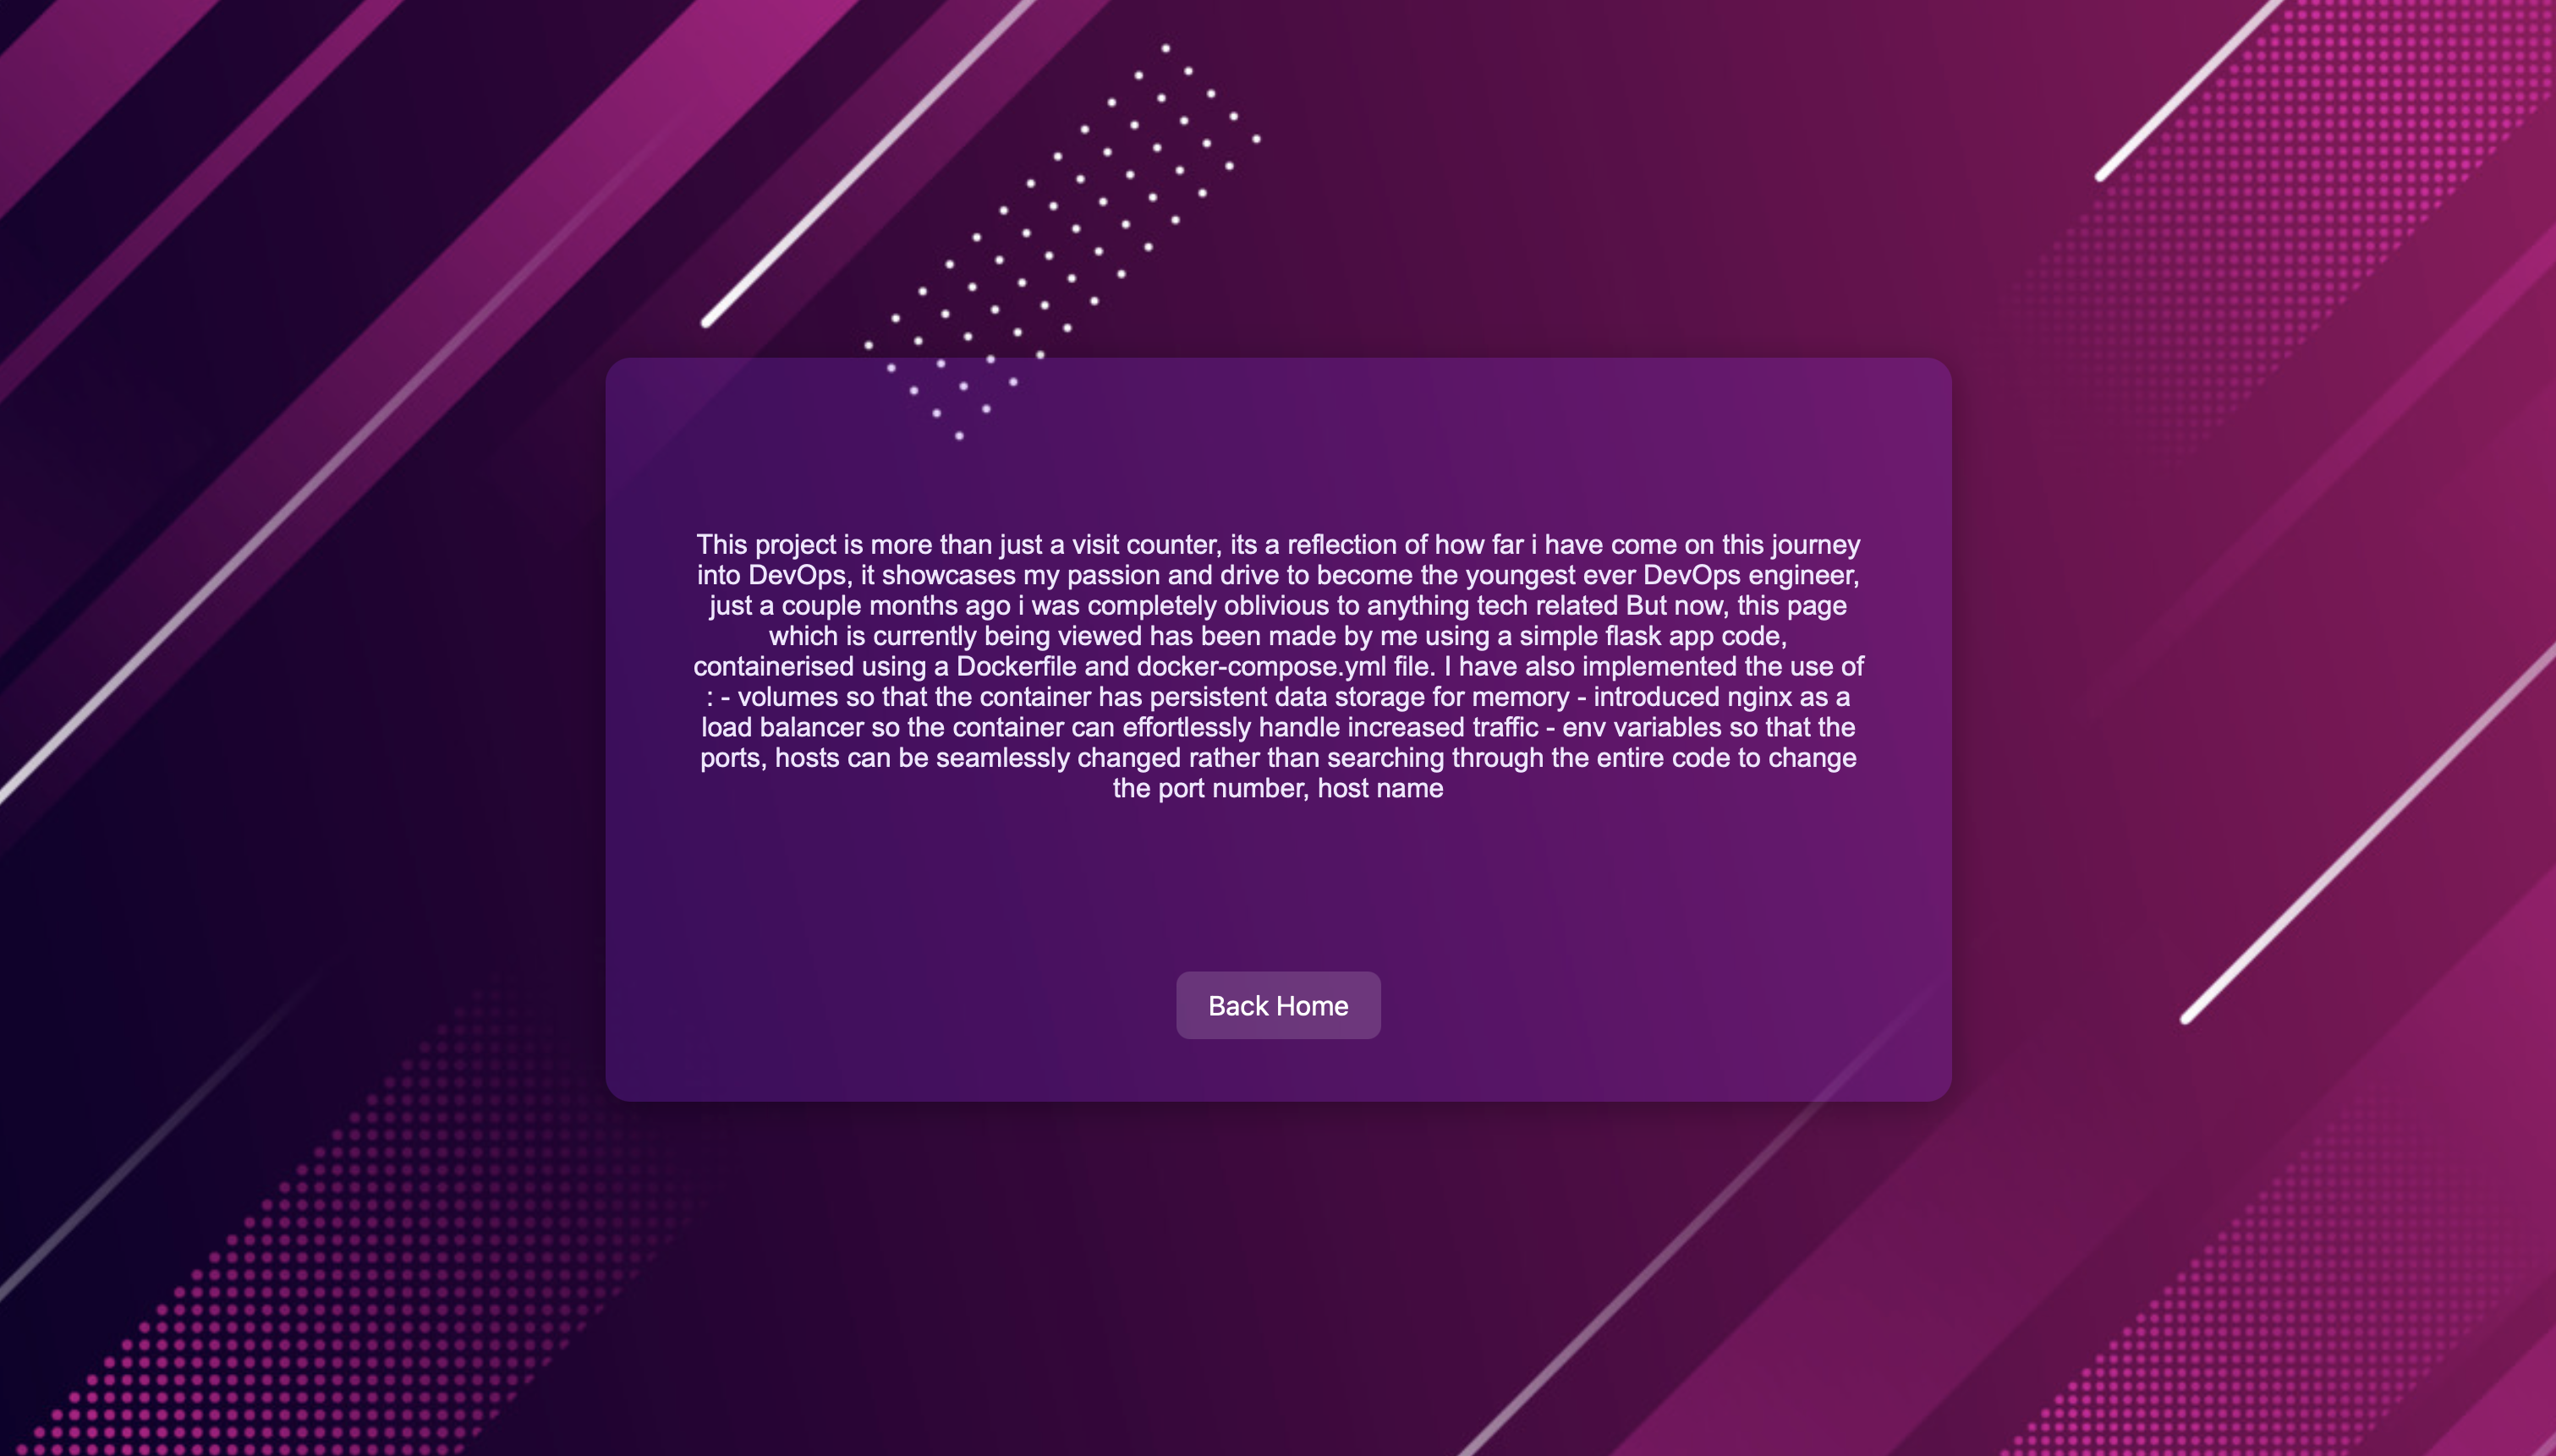 This project is more than just a visit counter, its a reflection of how far i have come on this journey
into DevOps, it showcases my passion and drive to become the youngest ever DevOps engineer,
just a couple months ago i was completely oblivious to anything tech related But now, this page
which is currently being viewed has been made by me using a simple flask app code,
containerised using a Dockerfile and docker-compose.yml file. I have also implemented the use of
: - volumes so that the container has persistent data storage for memory - introduced nginx as a
load balancer so the container can effortlessly handle increased traffic - env variables so that the
ports, hosts can be seamlessly changed rather than searching through the entire code to change
the port number, host name
Back Home